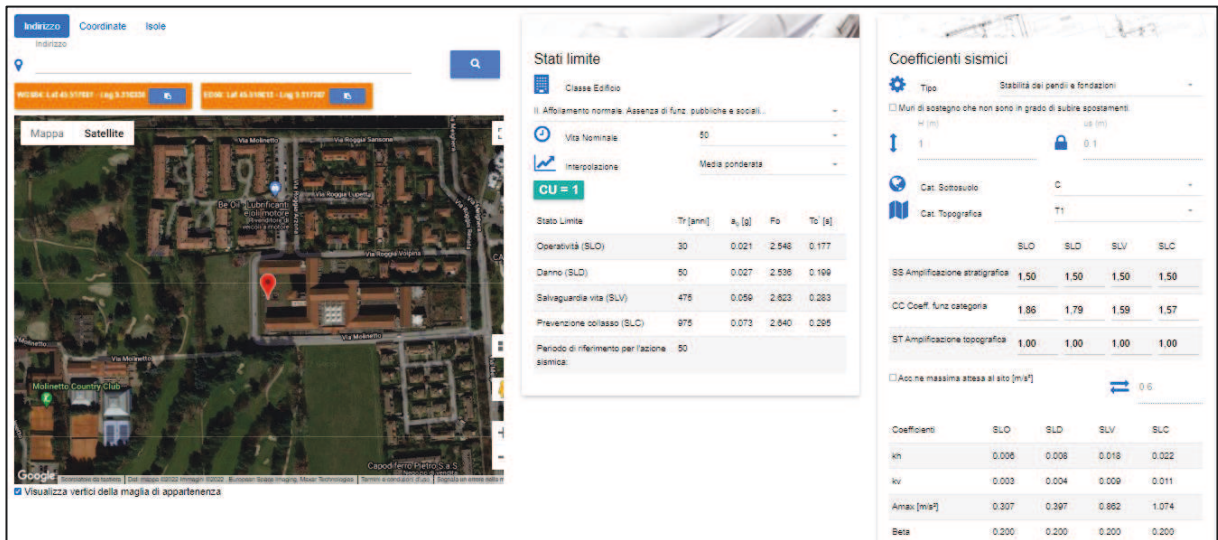 Indirizzo Coordinate Isole
Indirizzo
Mappa Satellite
Via Molinetto
Via Roggia Sansona
Be Oil - Lubrificanti
e oli motore
Rivenditore di
veicoli a motore
Via Roggia Lupetta
Via Roggia Volpina
Via Molinetto
Via Molinetto
Molinetto Country Club
Capodiferro Pietro S.a.S.
Negozio di vendita
Google
Visualizza vertici della maglia di appartenenza
Stati limite
Classe Edificio
II. Affollamento normale. Assenza di funz. pubbliche e sociali...
Vita Nominale 50
Interpolazione Media ponderata
CU = 1
Stato Limite Tr [anni] ag [g] Fo Tc* [s]
Operatività (SLO) 30 0.021 2.548 0.177
Danno (SLD) 50 0.027 2.536 0.199
Salvaguardia vita (SLV) 475 0.059 2.623 0.283
Prevenzione collasso (SLC) 975 0.073 2.640 0.295
Periodo di riferimento per l'azione 50
sismica:
Coefficienti sismici
Tipo Stabilità dei pendii e fondazioni
Muri di sostegno che non sono in grado di subire spostamenti.
H (m) us (m)
1 0.1
Cat. Sottosuolo C
Cat. Topografica T1
SLO SLD SLV SLC
SS Amplificazione stratigrafica 1,50 1,50 1,50 1,50
CC Coeff. funz categoria 1,86 1,79 1,59 1,57
ST Amplificazione topografica 1,00 1,00 1,00 1,00
Acc.ne massima attesa al sito [m/s²]
0.6
Coefficienti SLO SLD SLV SLC
kh 0.006 0.008 0.018 0.022
kv 0.003 0.004 0.009 0.011
Amax [m/s²] 0.307 0.397 0.862 1.074
Beta 0.200 0.200 0.200 0.200